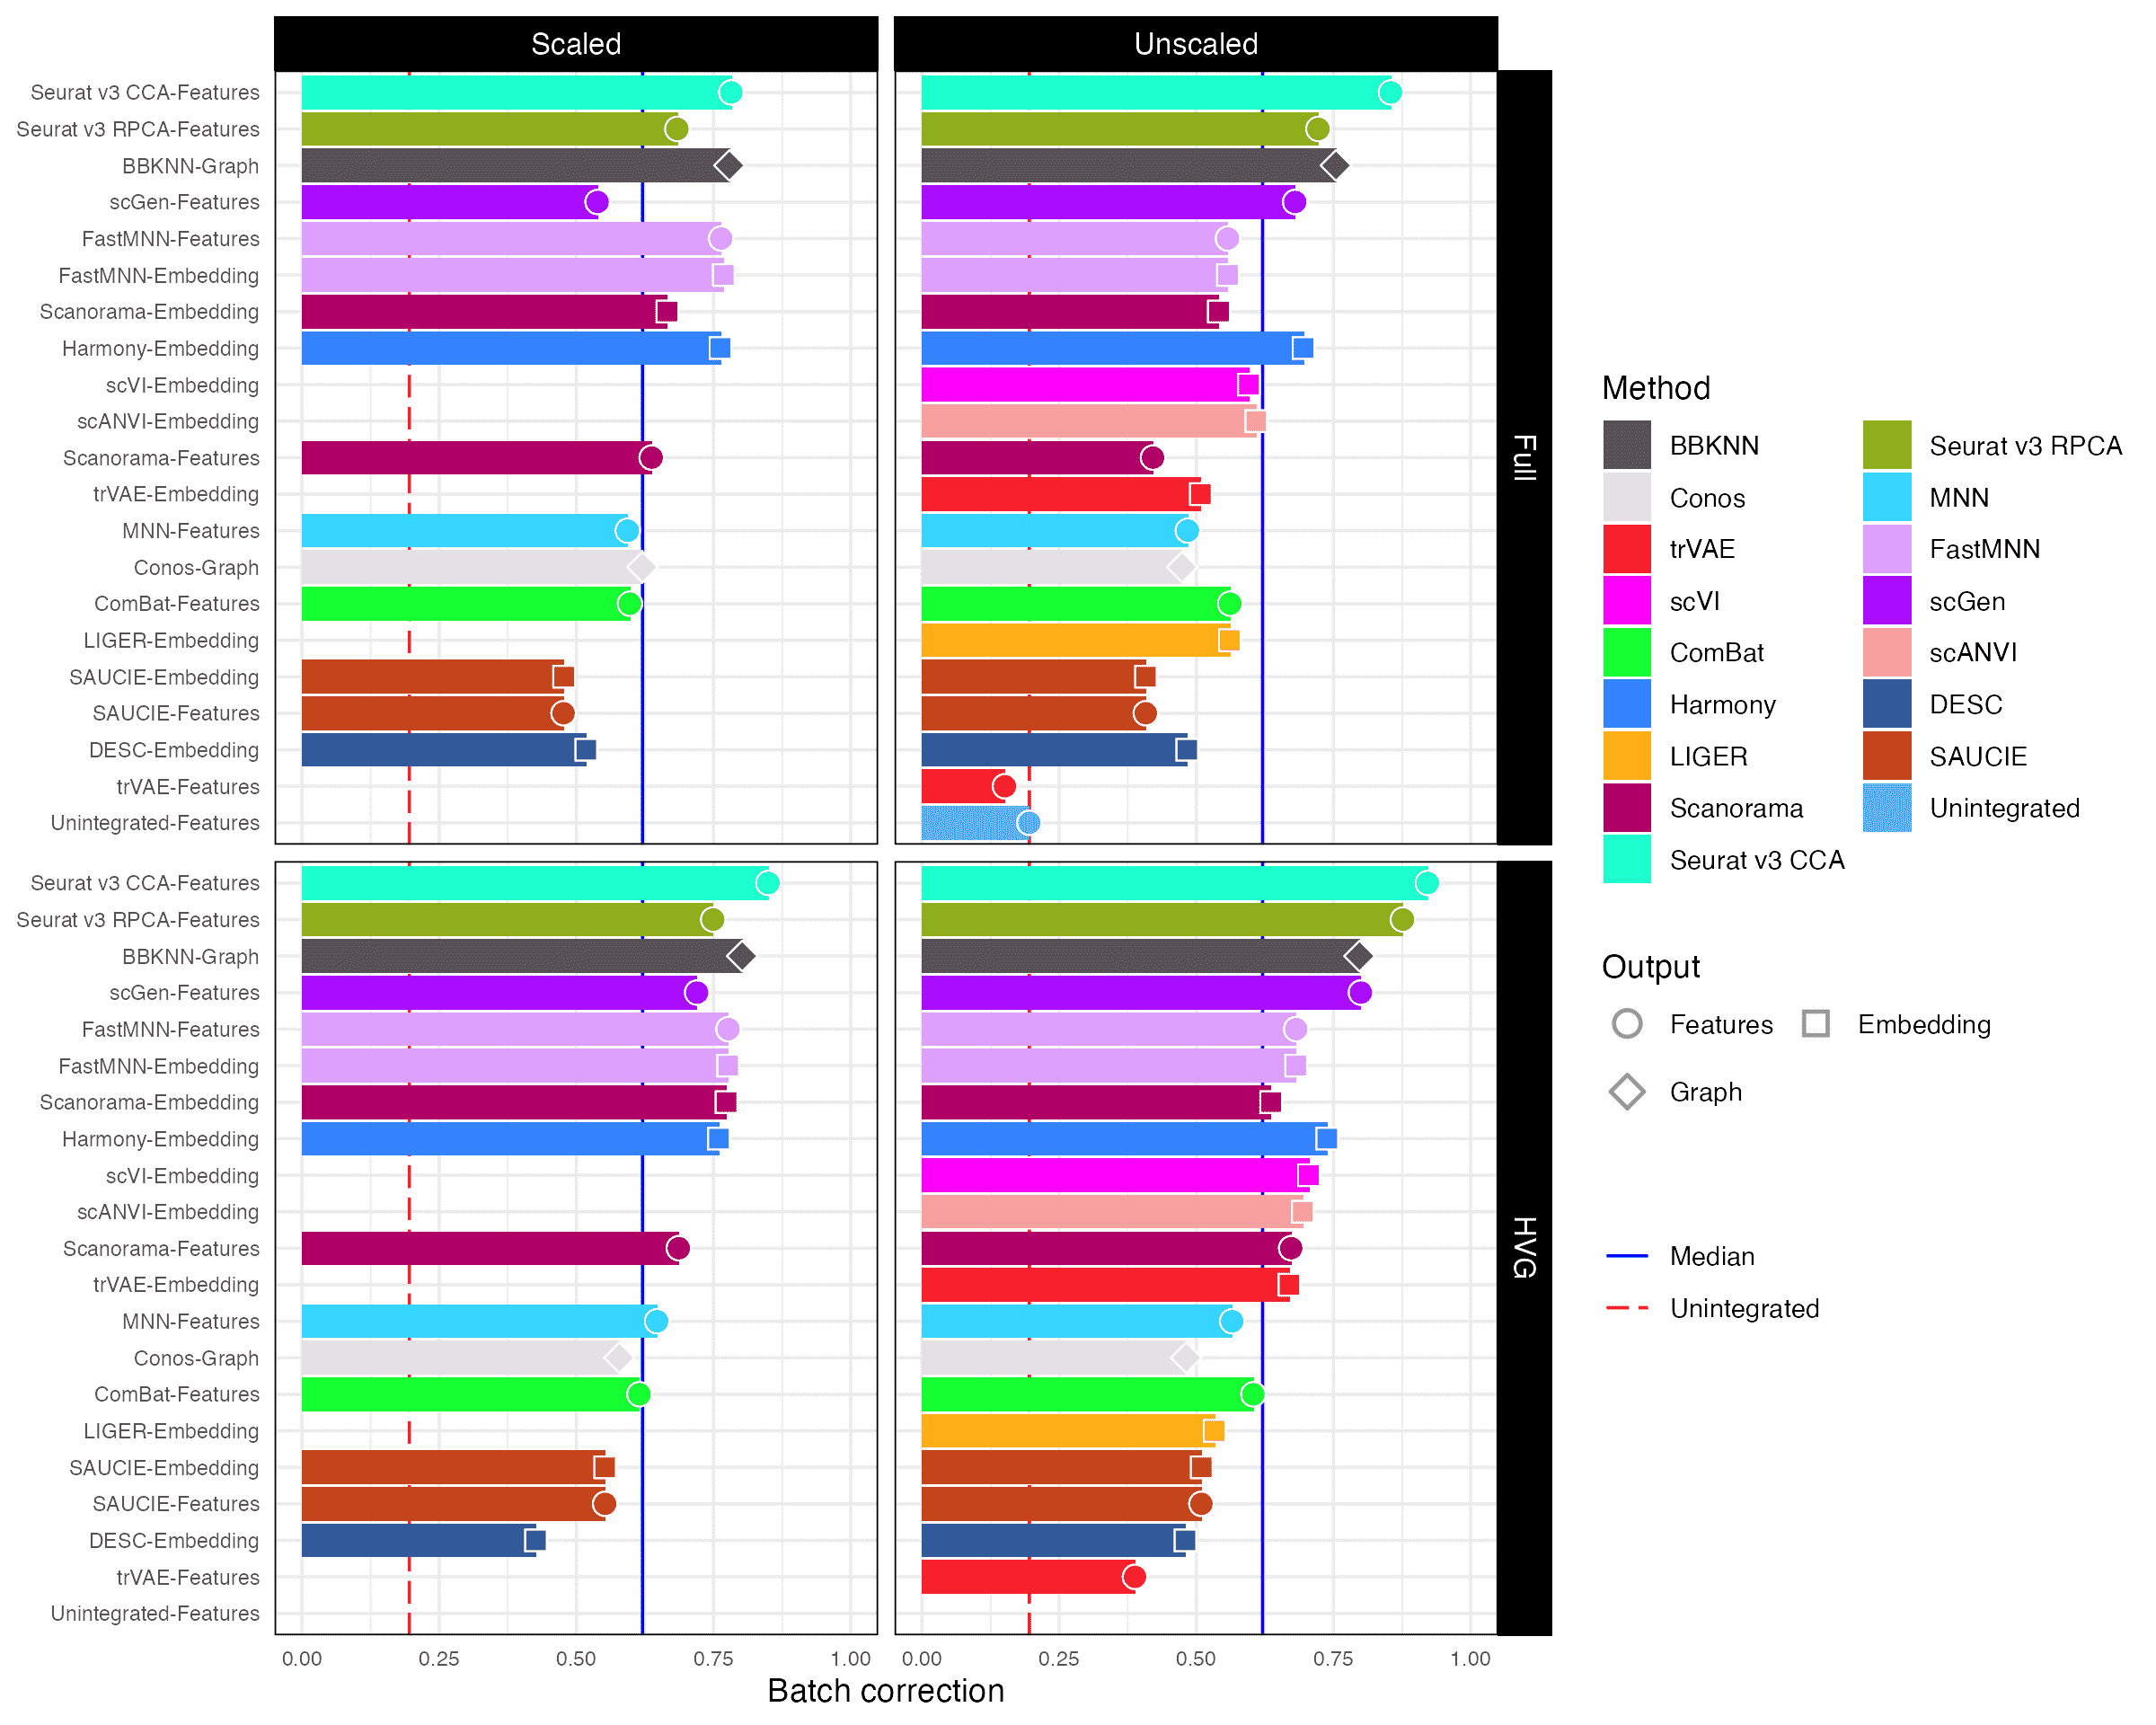 Scaled
Unscaled
Seurat v3 CCA-Features
Seurat v3 RPCA-Features
BBKNN-Graph
scGen-Features
FastMNN-Features
FastMNN-Embedding
Scanorama-Embedding
Harmony-Embedding
scVI-Embedding
scANVI-Embedding
Scanorama-Features
trVAE-Embedding
MNN-Features
Conos-Graph
ComBat-Features
LIGER-Embedding
SAUCIE-Embedding
SAUCIE-Features
DESC-Embedding
trVAE-Features
Unintegrated-Features
Full
Seurat v3 CCA-Features
Seurat v3 RPCA-Features
BBKNN-Graph
scGen-Features
FastMNN-Features
FastMNN-Embedding
Scanorama-Embedding
Harmony-Embedding
scVI-Embedding
scANVI-Embedding
Scanorama-Features
trVAE-Embedding
MNN-Features
Conos-Graph
ComBat-Features
LIGER-Embedding
SAUCIE-Embedding
SAUCIE-Features
DESC-Embedding
trVAE-Features
Unintegrated-Features
HVG
0.00 0.25 0.50 0.75 1.00 0.00 0.25 0.50 0.75 1.00
Batch correction
Method
BBKNN Seurat v3 RPCA
Conos MNN
trVAE FastMNN
scVI scGen
ComBat scANVI
Harmony DESC
LIGER SAUCIE
Scanorama Unintegrated
Seurat v3 CCA
Output
Features Embedding
Graph
Median
Unintegrated